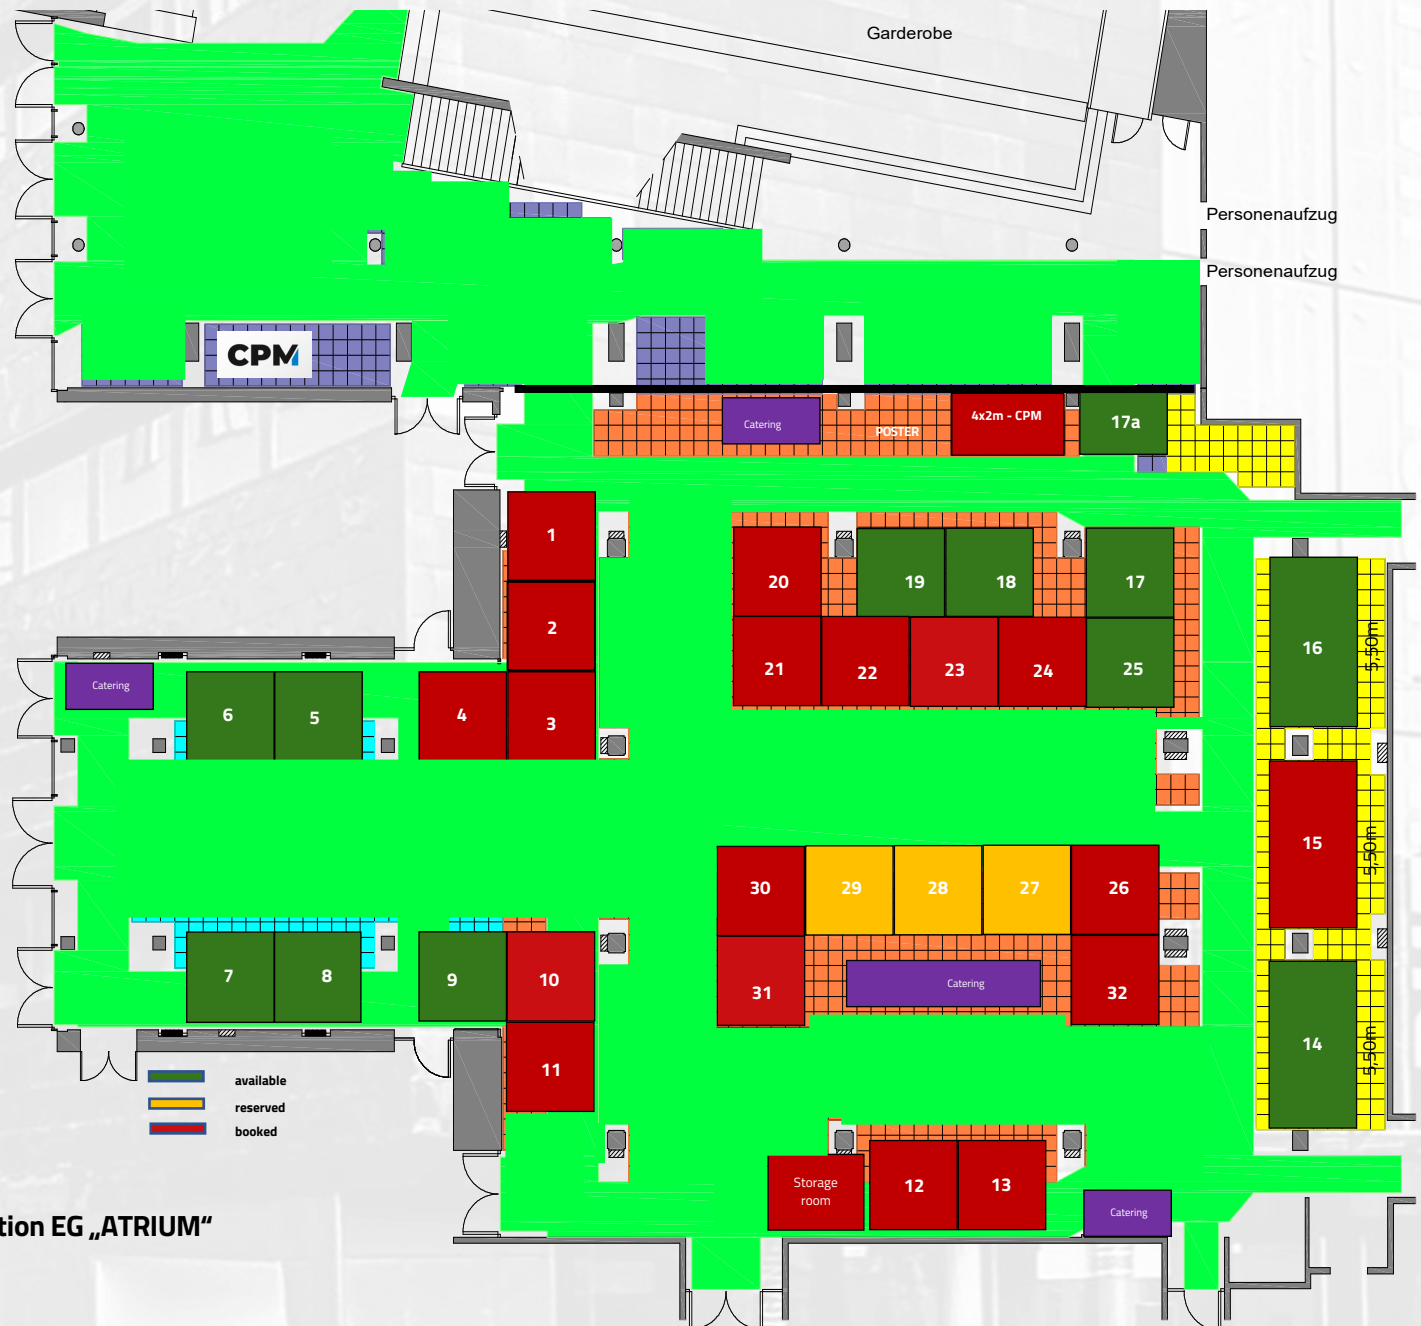 Garderobe
Personenaufzug
Personenaufzug
CPM
Catering
POSTER
4x2m - CPM
17a
1
2
3
4
5
6
Catering
20
19
18
17
21
22
23
24
25
16
5,50m
15
5,50m
14
5,50m
30
29
28
27
26
31
Catering
32
7
8
9
10
11
available
reserved
booked
Storage
room
12
13
Catering
tion EG „ATRIUM“